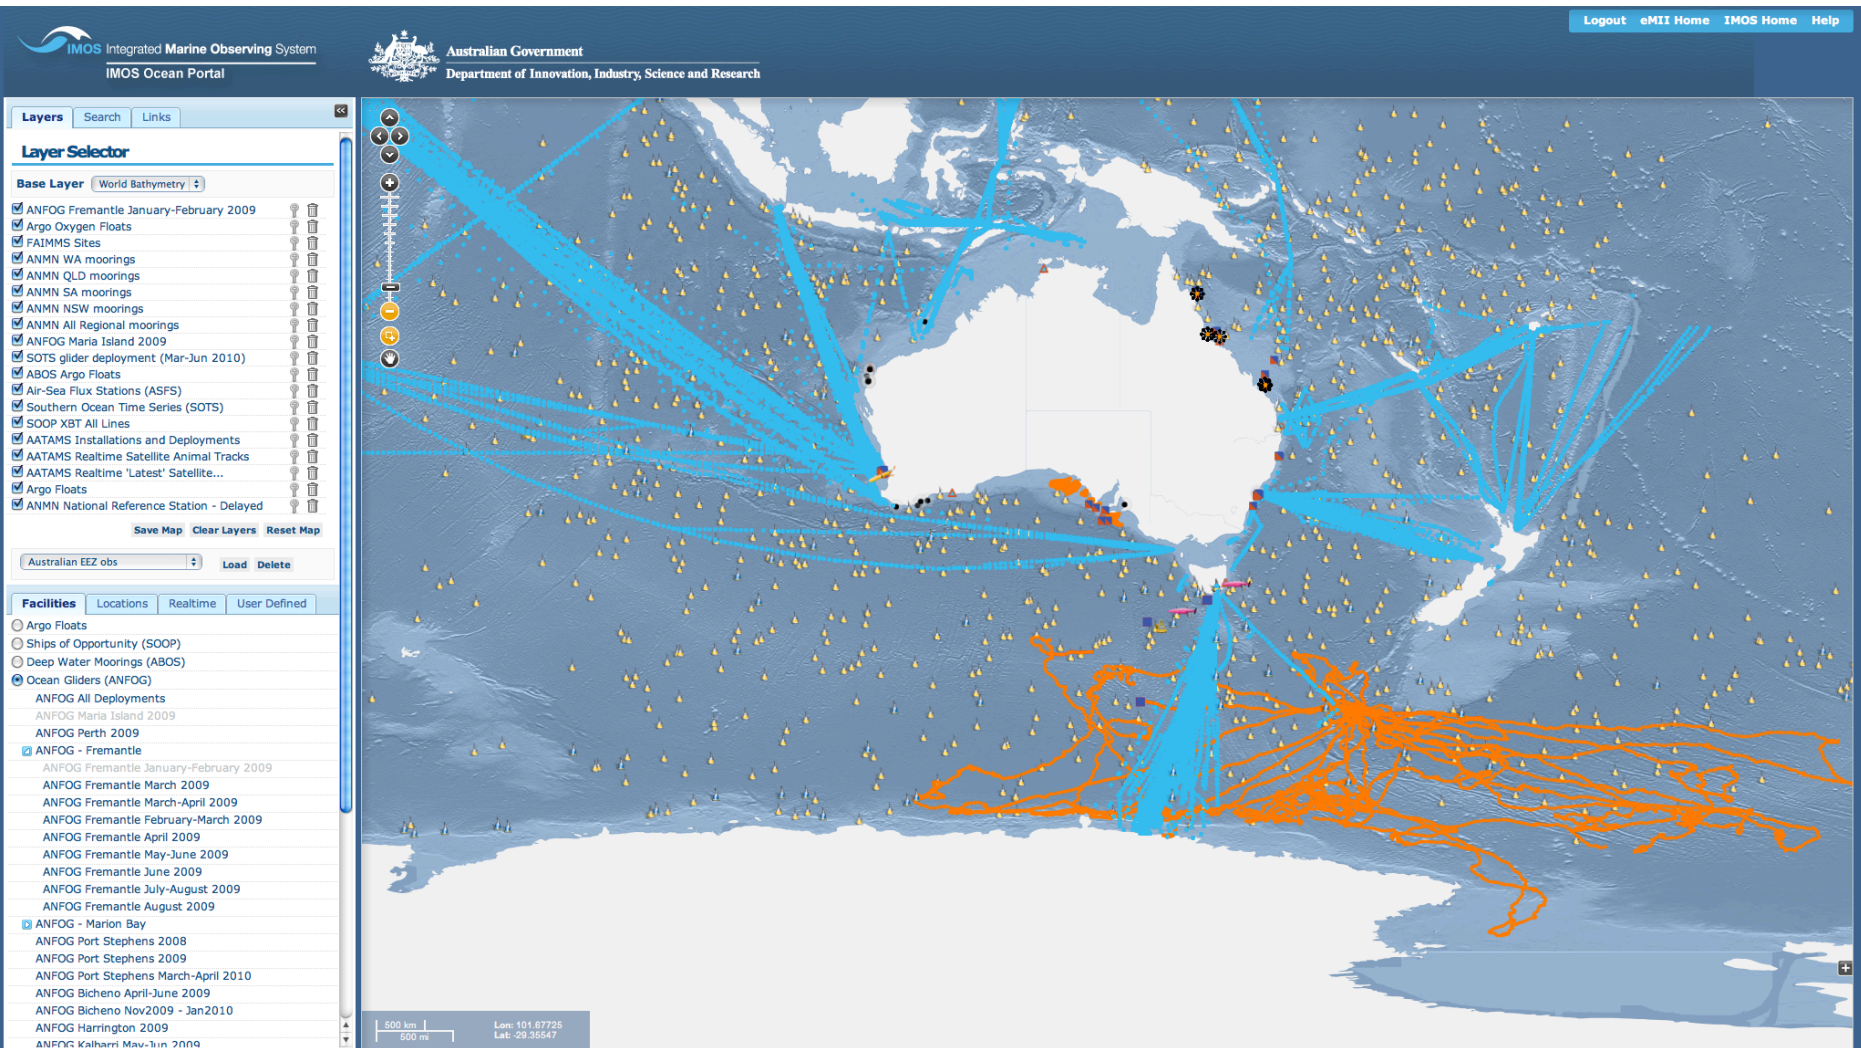 Logout eMII Home IMOS Home Help
IMOS Integrated Marine Observing System
IMOS Ocean Portal
Australian Government
Department of Innovation, Industry, Science and Research
Layers Search Links
Layer Selector
Base Layer World Bathymetry
ANFOG Fremantle January-February 2009
Argo Oxygen Floats
FAIMMS Sites
ANMN WA moorings
ANMN QLD moorings
ANMN SA moorings
ANMN NSW moorings
ANMN All Regional moorings
ANFOG Maria Island 2009
SOTS glider deployment (Mar-Jun 2010)
ABOS Argo Floats
Air-Sea Flux Stations (ASFS)
Southern Ocean Time Series (SOTS)
SOOP XBT All Lines
AATAMS Installations and Deployments
AATAMS Realtime Satellite Animal Tracks
AATAMS Realtime 'Latest' Satellite...
Argo Floats
ANMN National Reference Station - Delayed
Save Map Clear Layers Reset Map
Australian EEZ obs Load Delete
Facilities Locations Realtime User Defined
Argo Floats
Ships of Opportunity (SOOP)
Deep Water Moorings (ABOS)
Ocean Gliders (ANFOG)
ANFOG All Deployments
ANFOG Maria Island 2009
ANFOG Perth 2009
ANFOG - Fremantle
ANFOG Fremantle January-February 2009
ANFOG Fremantle March 2009
ANFOG Fremantle March-April 2009
ANFOG Fremantle February-March 2009
ANFOG Fremantle April 2009
ANFOG Fremantle May-June 2009
ANFOG Fremantle June 2009
ANFOG Fremantle July-August 2009
ANFOG Fremantle August 2009
ANFOG - Marion Bay
ANFOG Port Stephens 2008
ANFOG Port Stephens 2009
ANFOG Port Stephens March-April 2010
ANFOG Bicheno April-June 2009
ANFOG Bicheno Nov2009 - Jan2010
ANFOG Harrington 2009
ANFOG Kalbarri May-Jun 2009
500 km
500 mi
Lon: 101.67725
Lat: -29.35547